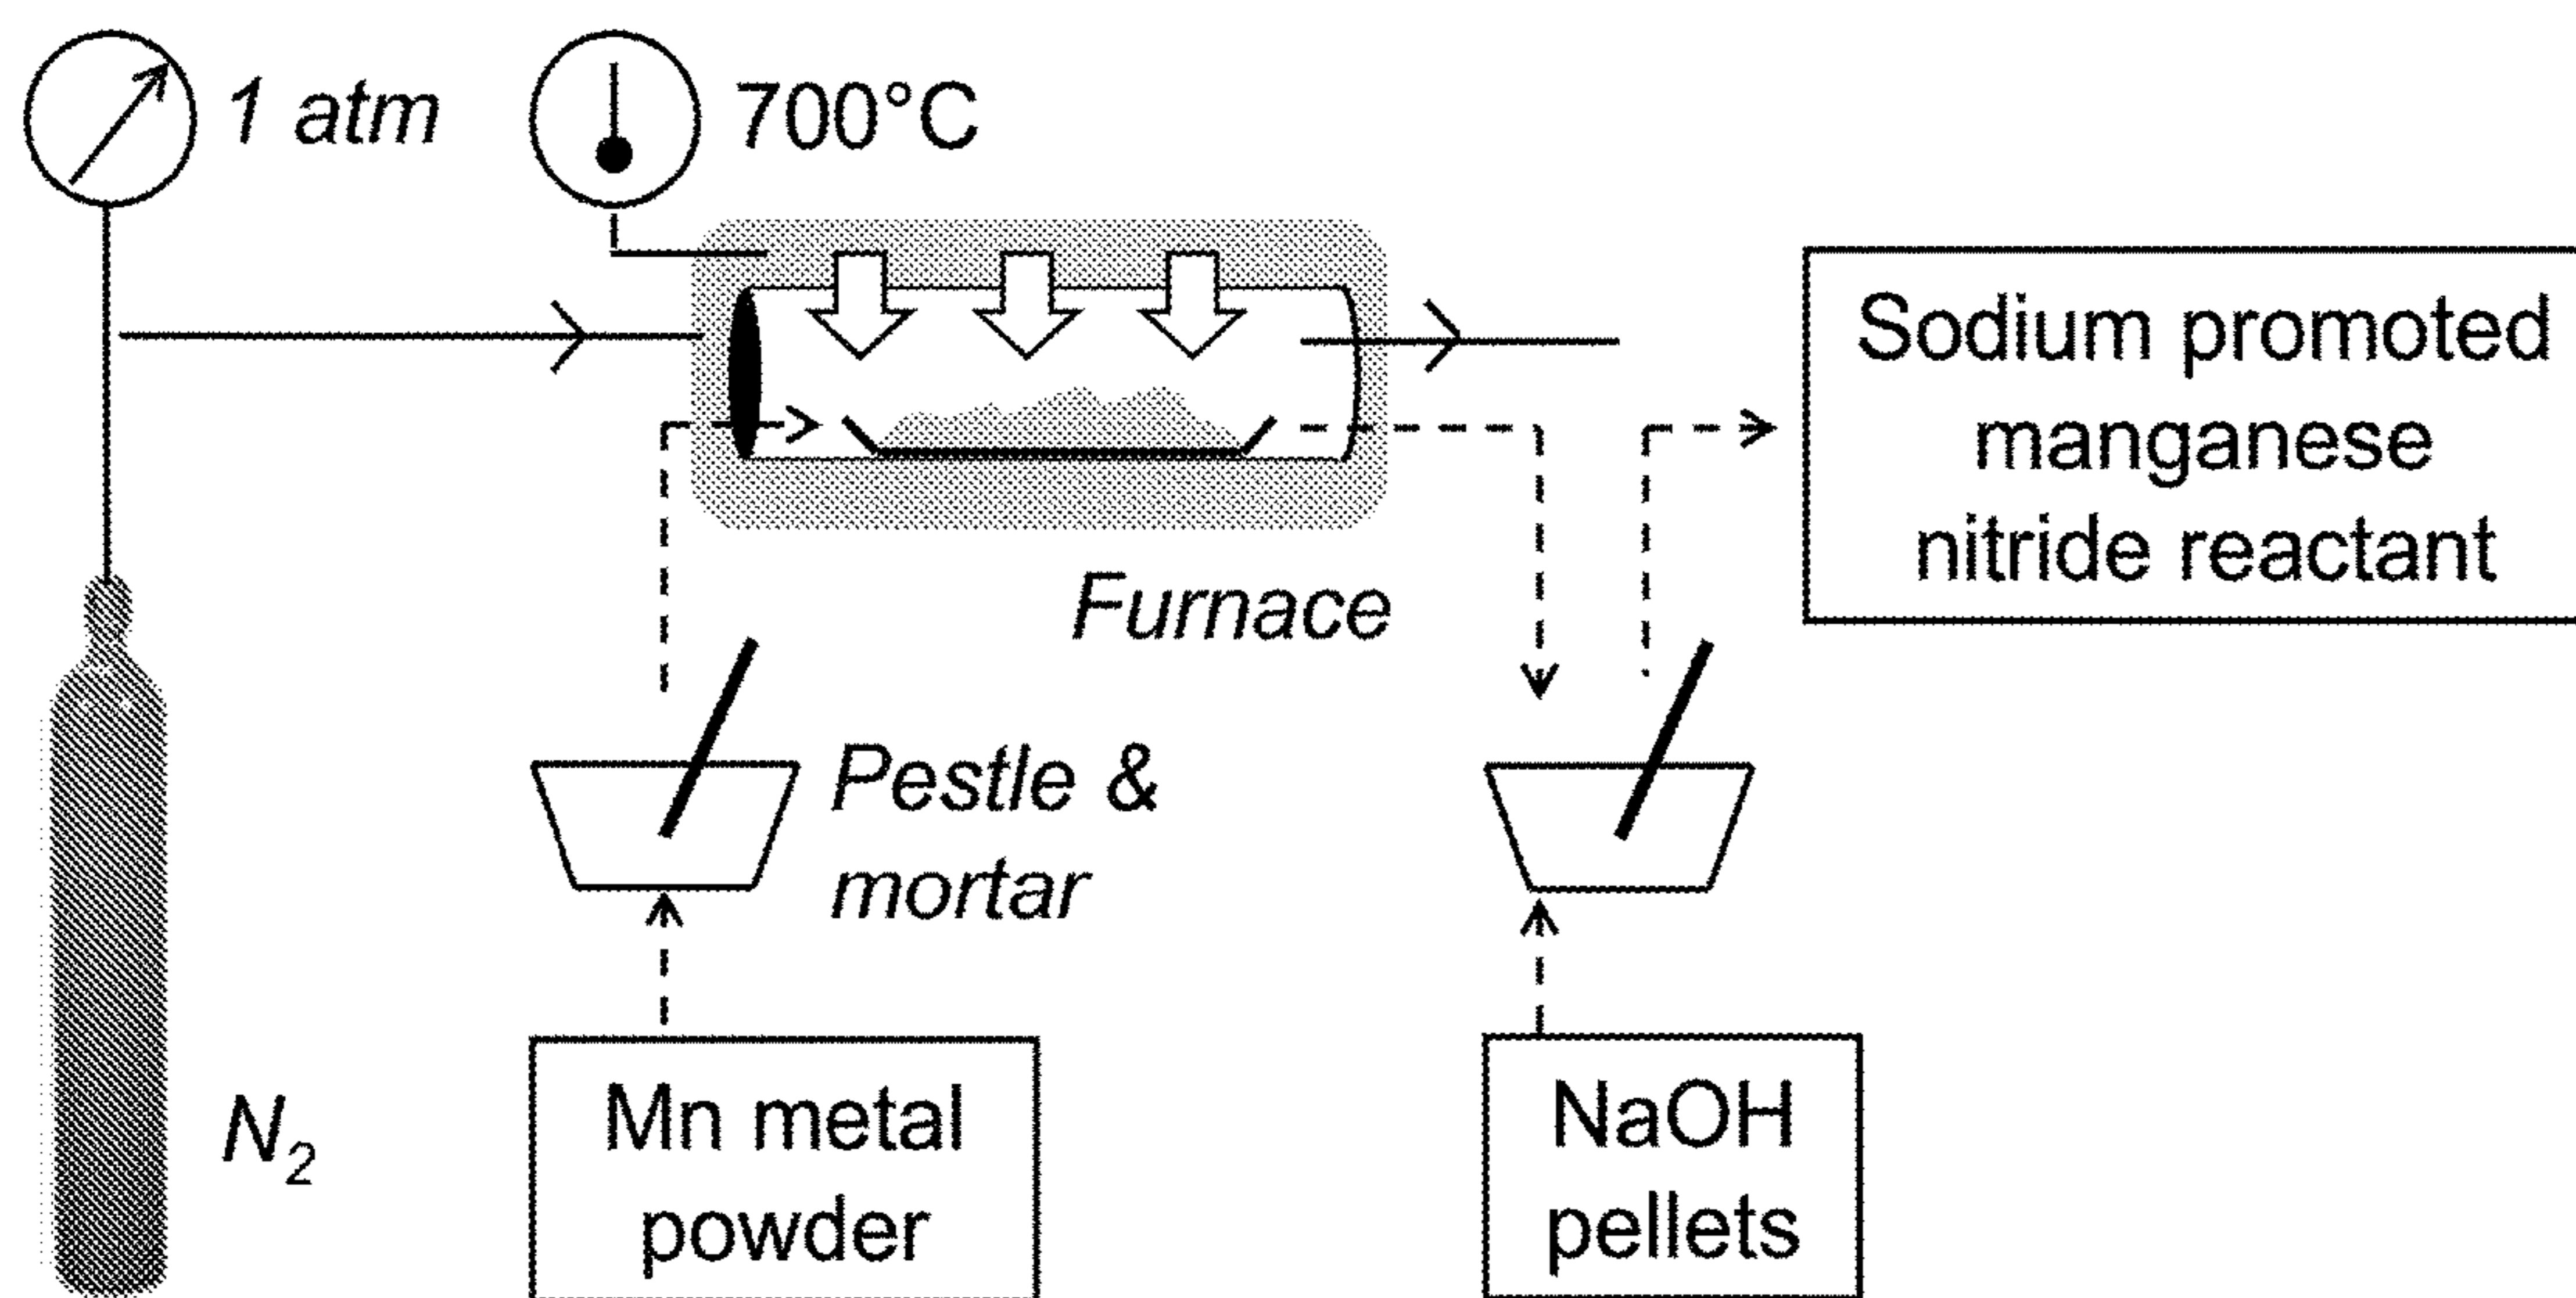 1 atm
700°C
Sodium promoted
manganese
nitride reactant
Furnace
Pestle &
mortar
N₂
Mn metal
powder
NaOH
pellets